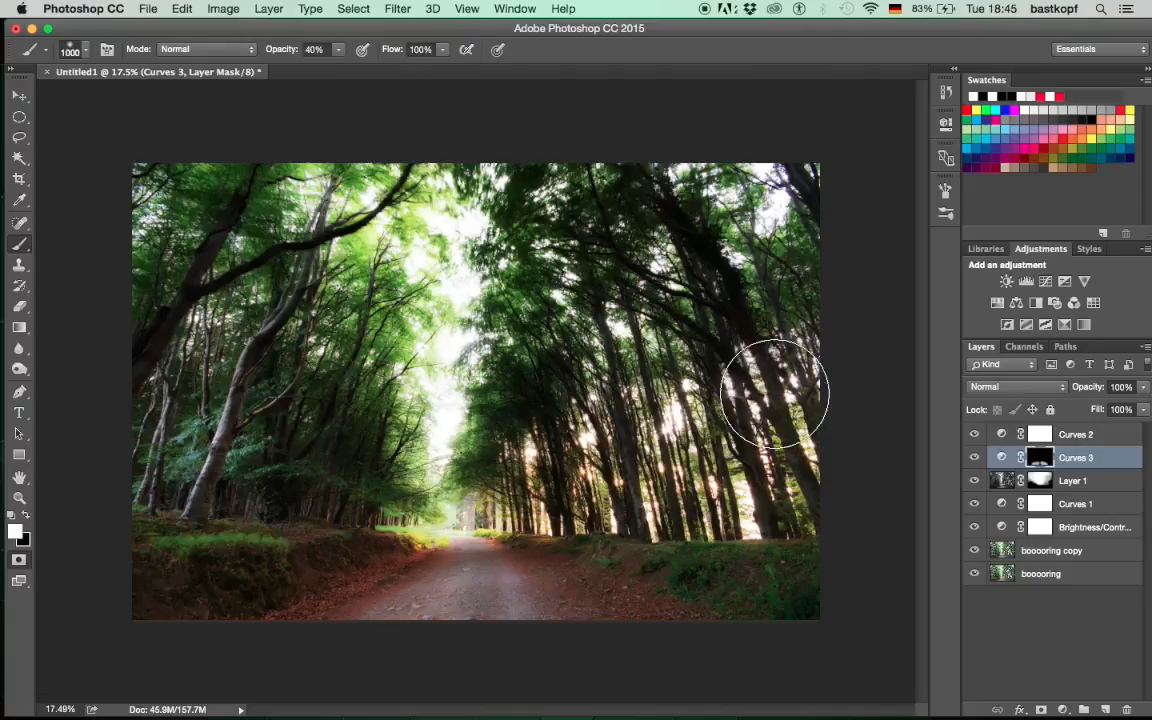 Photoshop CC File Edit Image Layer Type Select Filter 3D View Window Help 83% Tue 18:45 bastkopf
Adobe Photoshop CC 2015
1000 Mode: Normal Opacity: 40% Flow: 100% Essentials
Untitled1 @ 17.5% (Curves 3, Layer Mask/8) *
Swatches
Libraries Adjustments Styles
Add an adjustment
Layers Channels Paths
Kind
Normal Opacity: 100%
Lock: Fill: 100%
Curves 2
Curves 3
Layer 1
Curves 1
Brightness/Contr...
booooring copy
booooring
17.49% Doc: 45.9M/157.7M